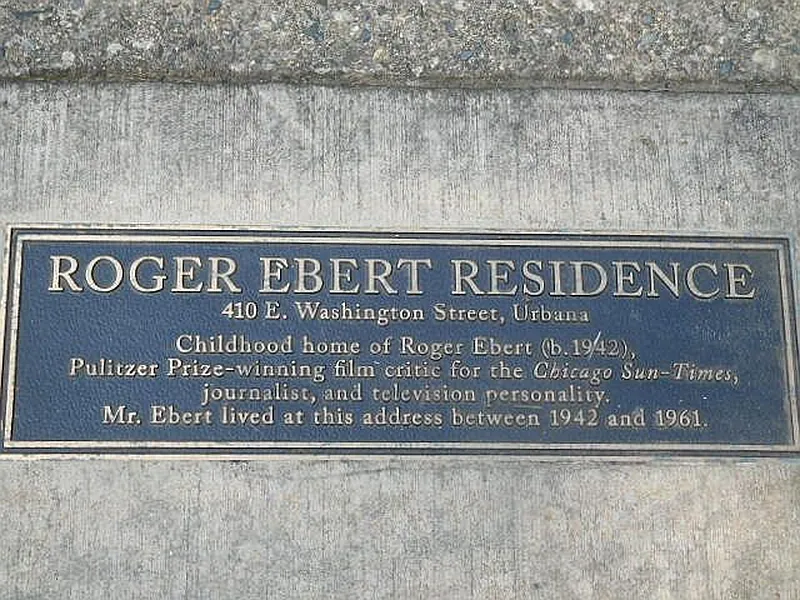 ROGER EBERT RESIDENCE
410 E. Washington Street, Urbana
Childhood home of Roger Ebert (b.1942),
Pulitzer Prize-winning film critic for the Chicago Sun-Times,
journalist, and television personality.
Mr. Ebert lived at this address between 1942 and 1961.